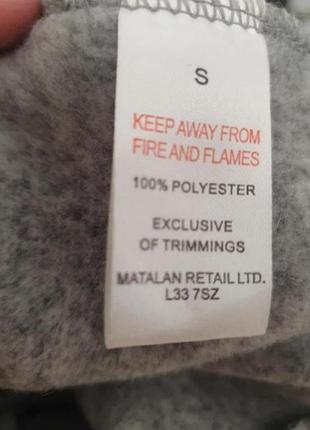 S
KEEP AWAY FROM
FIRE AND FLAMES
100% POLYESTER
EXCLUSIVE
OF TRIMMINGS
MATALAN RETAIL LTD.
L33 7SZ